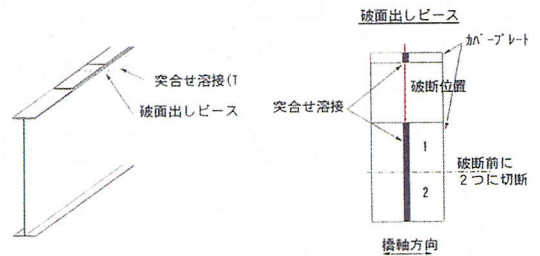 破面出しピース
カバープレート
突合せ溶接(T
破面出しピース
破断位置
突合せ溶接
1
破断前に
2つに切断
2
橋軸方向